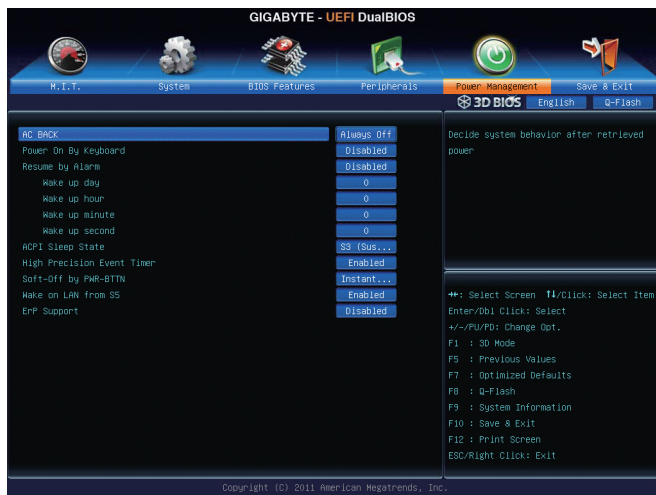 GIGABYTE - UEFI DualBIOS
M.I.T. System BIOS Features Peripherals Power Management Save & Exit
3D BIOS English Q-Flash
AC BACK Always Off
Power On By Keyboard Disabled
Resume by Alarm Disabled
Wake up day 0
Wake up hour 0
Wake up minute 0
Wake up second 0
ACPI Sleep State S3 (Sus...
High Precision Event Timer Enabled
Soft-Off by PWR-BTTN Instant...
Wake on LAN from S5 Enabled
ErP Support Disabled
Decide system behavior after retrieved
power
→←: Select Screen ↑↓/Click: Select Item
Enter/Dbl Click: Select
+/-/PU/PD: Change Opt.
F1 : 3D Mode
F5 : Previous Values
F7 : Optimized Defaults
F8 : Q-Flash
F9 : System Information
F10 : Save & Exit
F12 : Print Screen
ESC/Right Click: Exit
Copyright (C) 2011 American Megatrends, Inc.